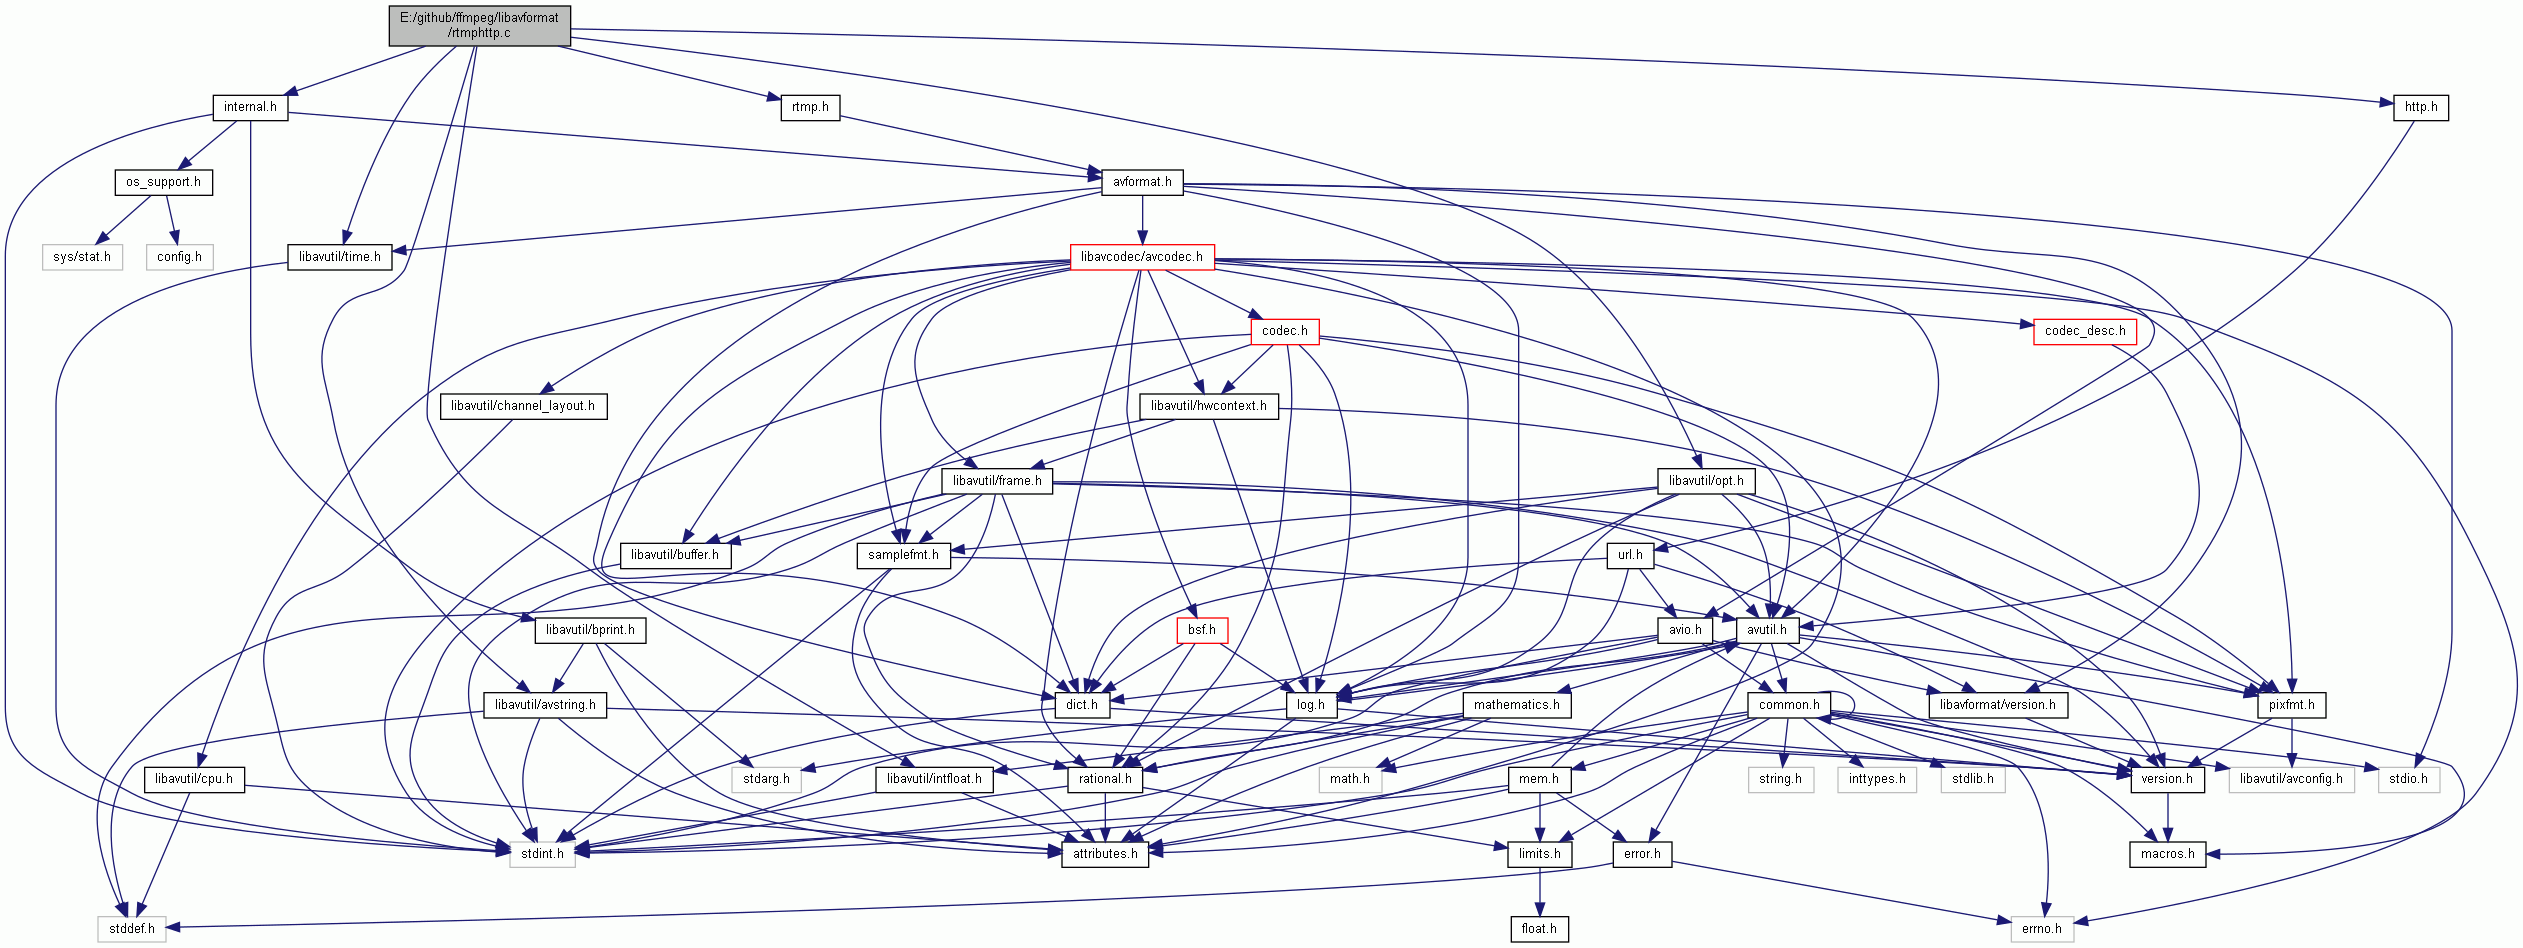 E:/github/ffmpeg/libavformat
/rtmphttp.c
internal.h
rtmp.h
http.h
os_support.h
avformat.h
sys/stat.h
config.h
libavutil/time.h
libavcodec/avcodec.h
codec.h
codec_desc.h
libavutil/channel_layout.h
libavutil/hwcontext.h
libavutil/frame.h
libavutil/opt.h
libavutil/buffer.h
samplefmt.h
url.h
libavutil/bprint.h
bsf.h
avio.h
avutil.h
libavutil/avstring.h
dict.h
log.h
mathematics.h
common.h
libavformat/version.h
pixfmt.h
libavutil/cpu.h
stdarg.h
libavutil/intfloat.h
rational.h
math.h
mem.h
string.h
inttypes.h
stdlib.h
version.h
libavutil/avconfig.h
stdio.h
stdint.h
attributes.h
limits.h
error.h
macros.h
stddef.h
float.h
errno.h